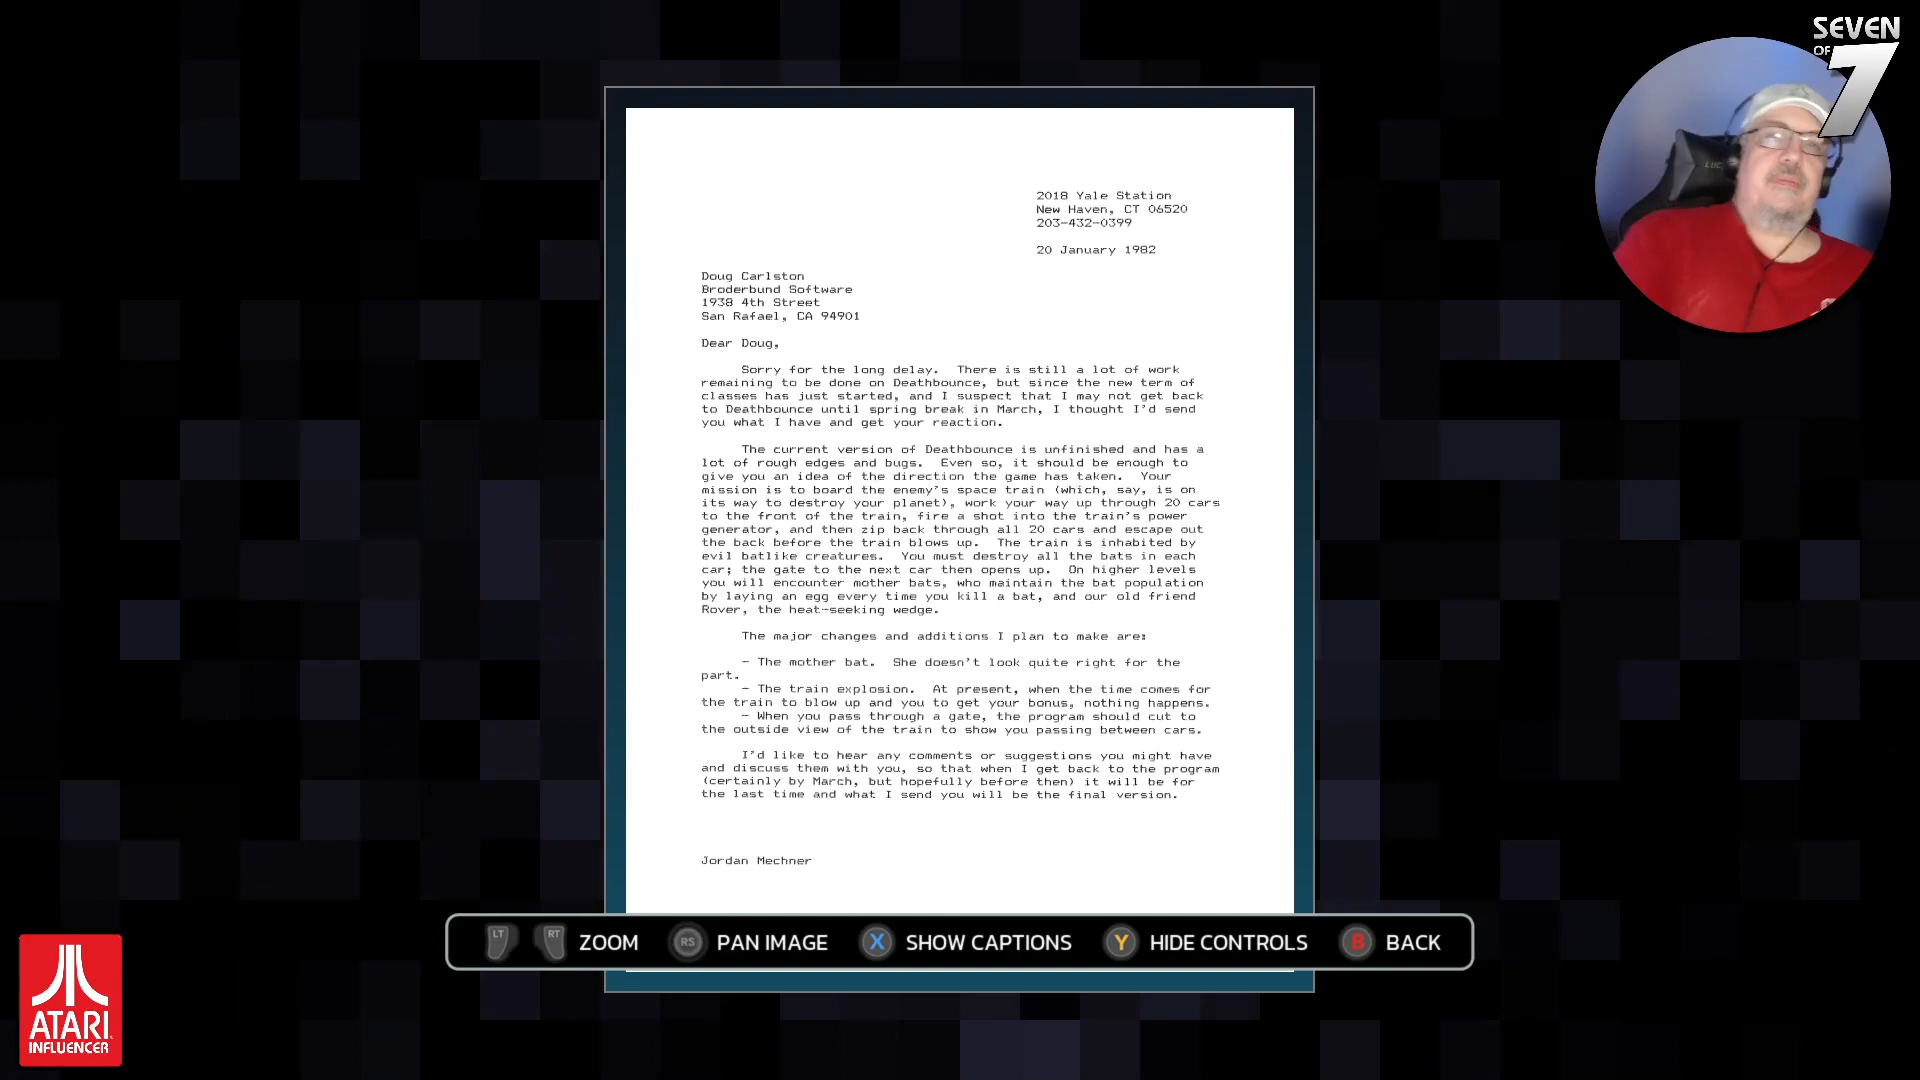 SEVEN
OF 7
2018 Yale Station
New Haven, CT 06520
203-432-0399
20 January 1982
Doug Carlston
Broderbund Software
1938 4th Street
San Rafael, CA 94901
Dear Doug,
Sorry for the long delay. There is still a lot of work
remaining to be done on Deathbounce, but since the new term of
classes has just started, and I suspect that I may not get back
to Deathbounce until spring break in March, I thought I'd send
you what I have and get your reaction.
The current version of Deathbounce is unfinished and has a
lot of rough edges and bugs. Even so, it should be enough to
give you an idea of the direction the game has taken. Your
mission is to board the enemy's space train (which, say, is on
its way to destroy your planet), work your way up through 20 cars
to the front of the train, fire a shot into the train's power
generator, and then zip back through all 20 cars and escape out
the back before the train blows up. The train is inhabited by
evil batlike creatures. You must destroy all the bats in each
car; the gate to the next car then opens up. On higher levels
you will encounter mother bats, who maintain the bat population
by laying an egg every time you kill a bat, and our old friend
Rover, the heat-seeking wedge.
The major changes and additions I plan to make are:
- The mother bat. She doesn't look quite right for the
part.
- The train explosion. At present, when the time comes for
the train to blow up and you to get your bonus, nothing happens.
- When you pass through a gate, the program should cut to
the outside view of the train to show you passing between cars.
I'd like to hear any comments or suggestions you might have
and discuss them with you, so that when I get back to the program
(certainly by March, but hopefully before then) it will be for
the last time and what I send you will be the final version.
Jordan Mechner
LT RT ZOOM RS PAN IMAGE X SHOW CAPTIONS Y HIDE CONTROLS B BACK
ATARI
INFLUENCER